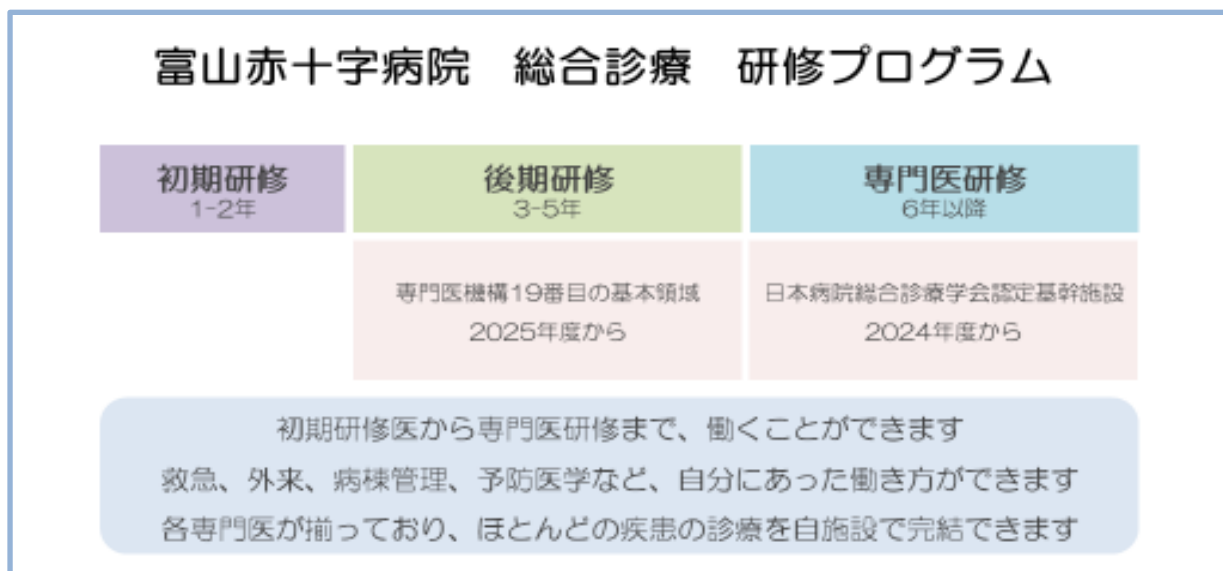 富山赤十字病院　総合診療　研修プログラム
初期研修
1-2年
後期研修
3-5年
専門医研修
6年以降
専門医機構19番目の基本領域
2025年度から
日本病院総合診療学会認定基幹施設
2024年度から
初期研修医から専門医研修まで、働くことができます
救急、外来、病棟管理、予防医学など、自分にあった働き方ができます
各専門医が揃っており、ほとんどの疾患の診療を自施設で完結できます